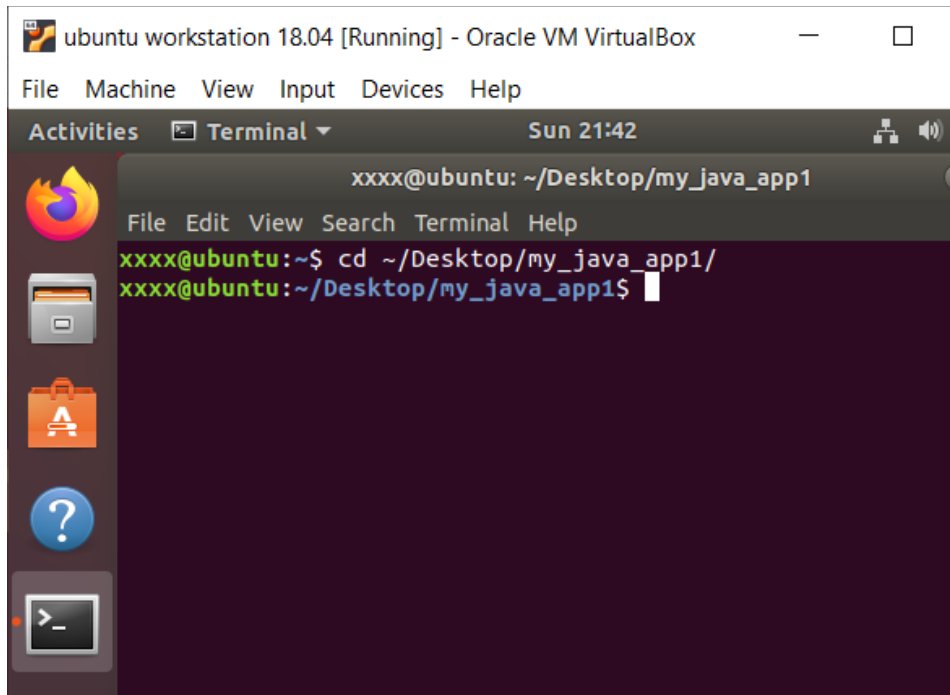 ubuntu workstation 18.04 [Running] - Oracle VM VirtualBox
File Machine View Input Devices Help
Activities Terminal Sun 21:42
xxxx@ubuntu: ~/Desktop/my_java_app1
File Edit View Search Terminal Help
xxxx@ubuntu:~$ cd ~/Desktop/my_java_app1/
xxxx@ubuntu:~/Desktop/my_java_app1$